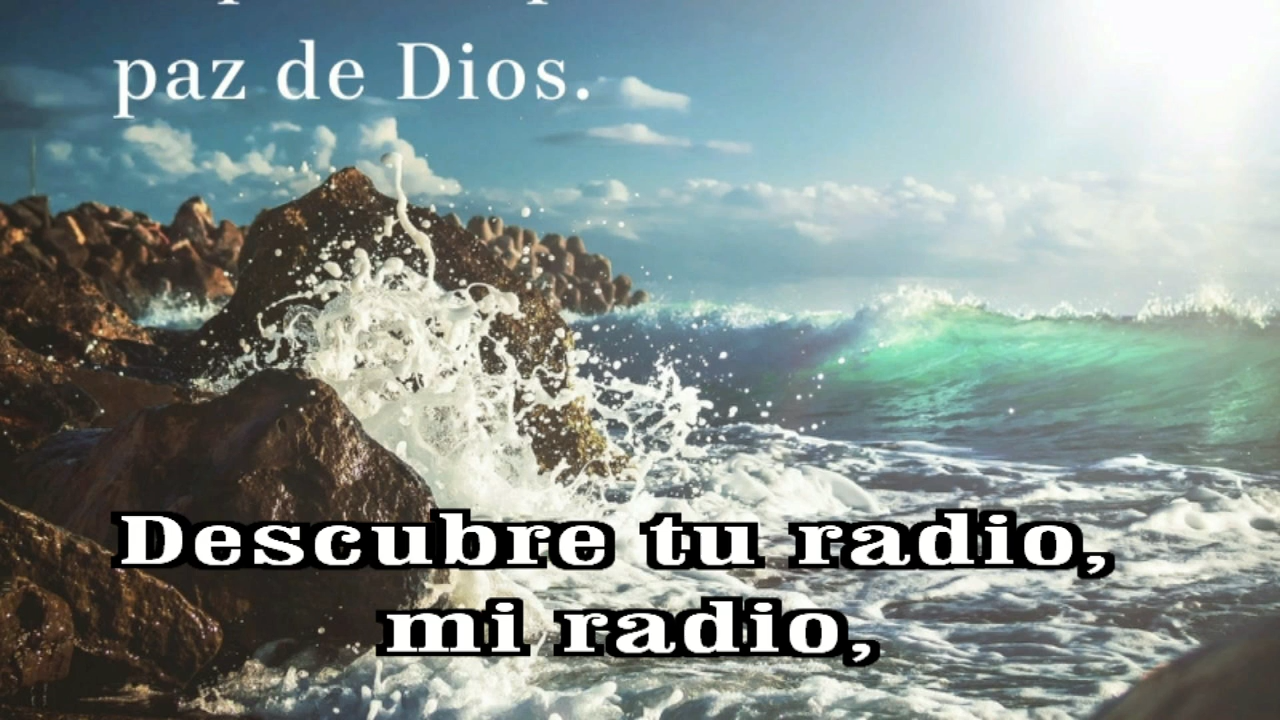 paz de Dios.
Descubre tu radio,
mi radio,